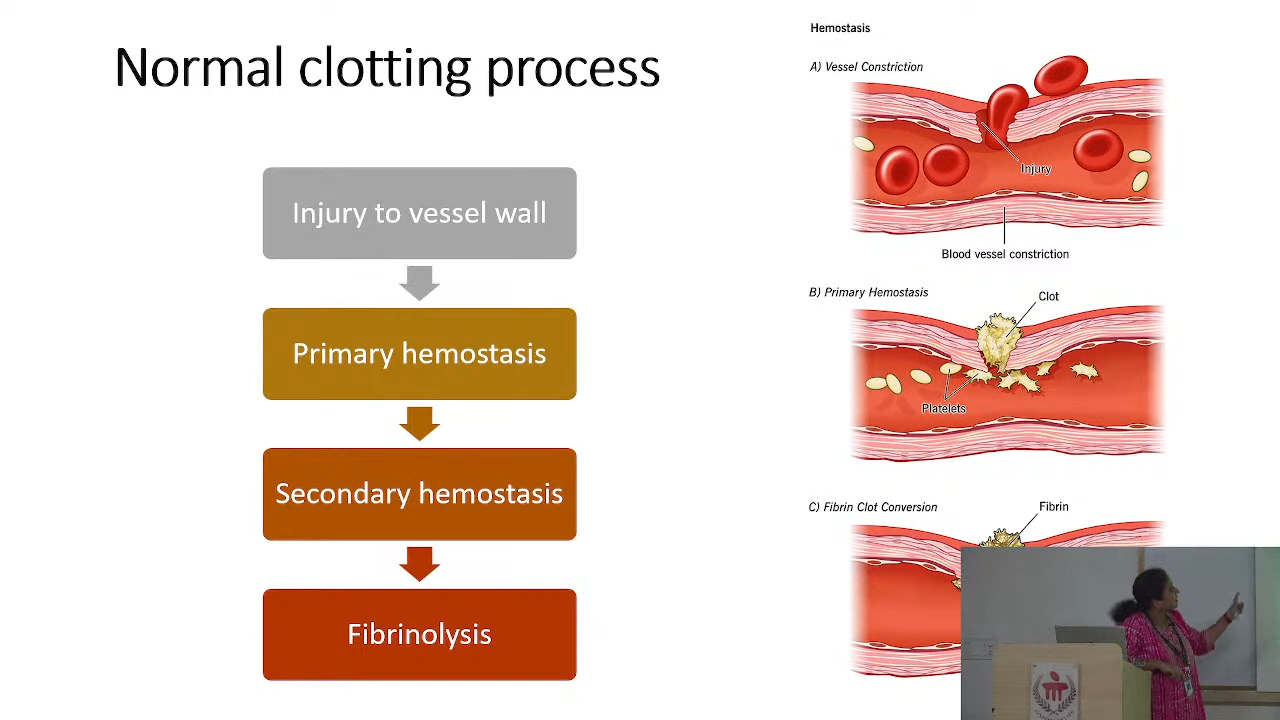 Normal clotting process
Injury to vessel wall
Primary hemostasis
Secondary hemostasis
Fibrinolysis
Hemostasis
A) Vessel Constriction
Injury
Blood vessel constriction
B) Primary Hemostasis
Clot
Platelets
C) Fibrin Clot Conversion
Fibrin